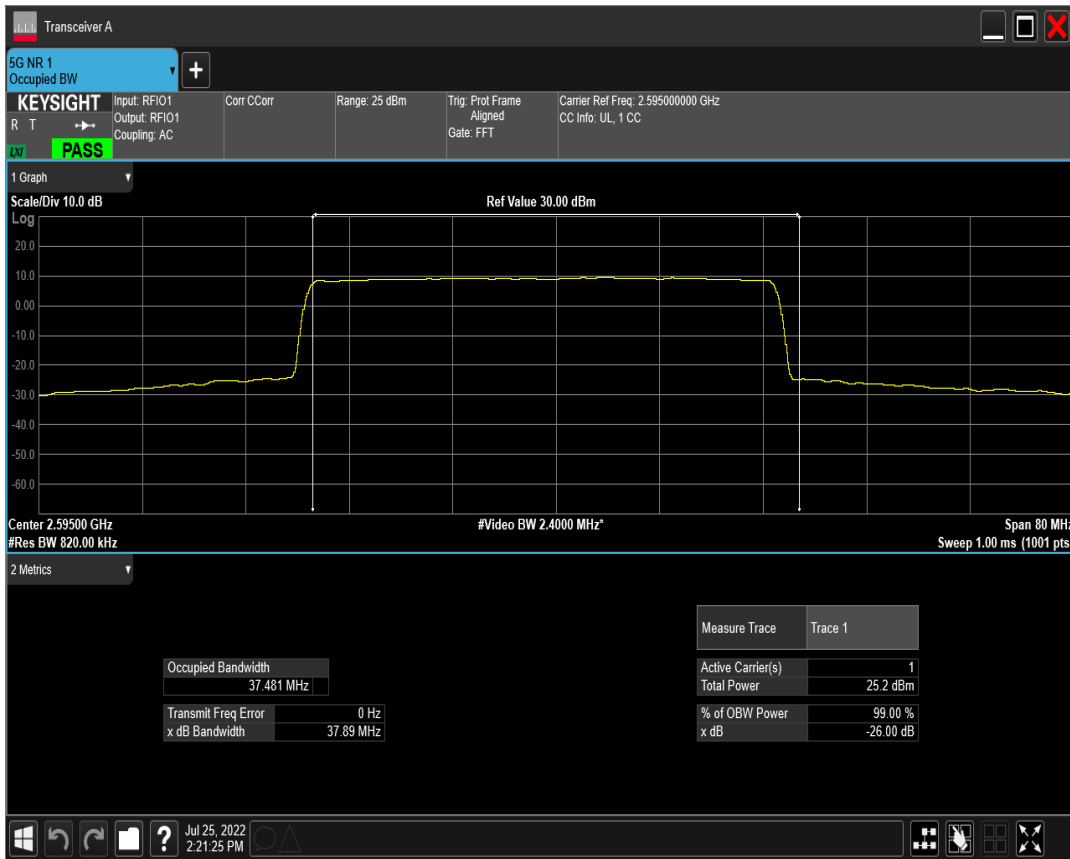 Transceiver A
5G NR 1
Occupied BW
+
KEYSIGHT
R T
LXI
PASS
Input: RFIO1
Output: RFIO1
Coupling: AC
Corr CCorr
Range: 25 dBm
Trig: Prot Frame
Aligned
Gate: FFT
Carrier Ref Freq: 2.595000000 GHz
CC Info: UL, 1 CC
1 Graph
Scale/Div 10.0 dB
Ref Value 30.00 dBm
Log
20.0
10.0
0.00
-10.0
-20.0
-30.0
-40.0
-50.0
-60.0
Center 2.59500 GHz
#Video BW 2.4000 MHz*
Span 80 MHz
#Res BW 820.00 kHz
Sweep 1.00 ms (1001 pts
2 Metrics
Measure Trace Trace 1
Occupied Bandwidth
37.481 MHz
Active Carrier(s) 1
Total Power 25.2 dBm
Transmit Freq Error 0 Hz
x dB Bandwidth 37.89 MHz
% of OBW Power 99.00 %
x dB -26.00 dB
?
Jul 25, 2022
2:21:25 PM